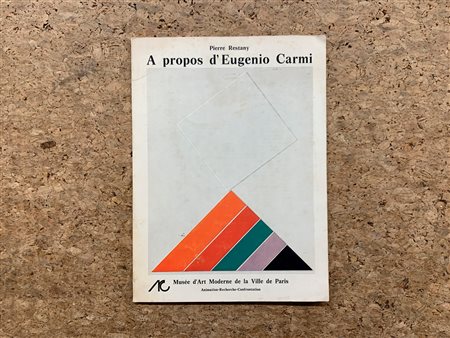 Pierre Restany
A propos d'Eugenio Carmi
Musée d'Art Moderne de la Ville de Paris
Animation-Recherche-Confrontation